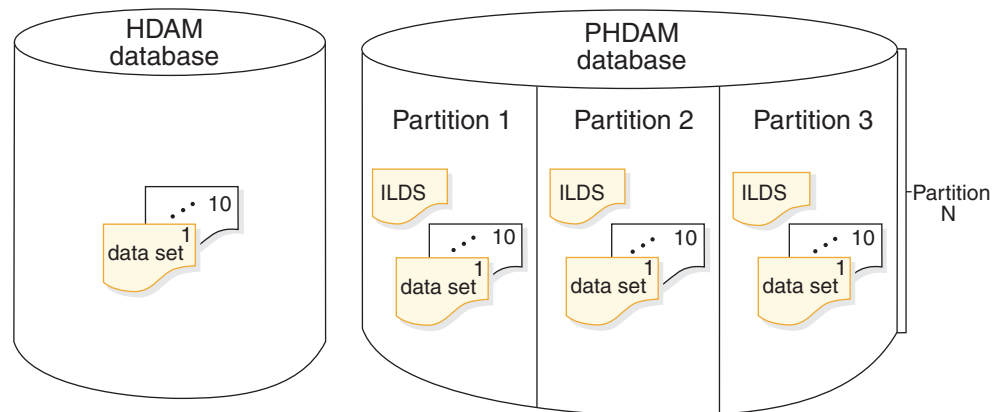 HDAM
database
1
10
data set
PHDAM
database
Partition 1
Partition 2
Partition 3
ILDS
ILDS
ILDS
10
1
data set
10
1
data set
10
1
data set
Partition
N